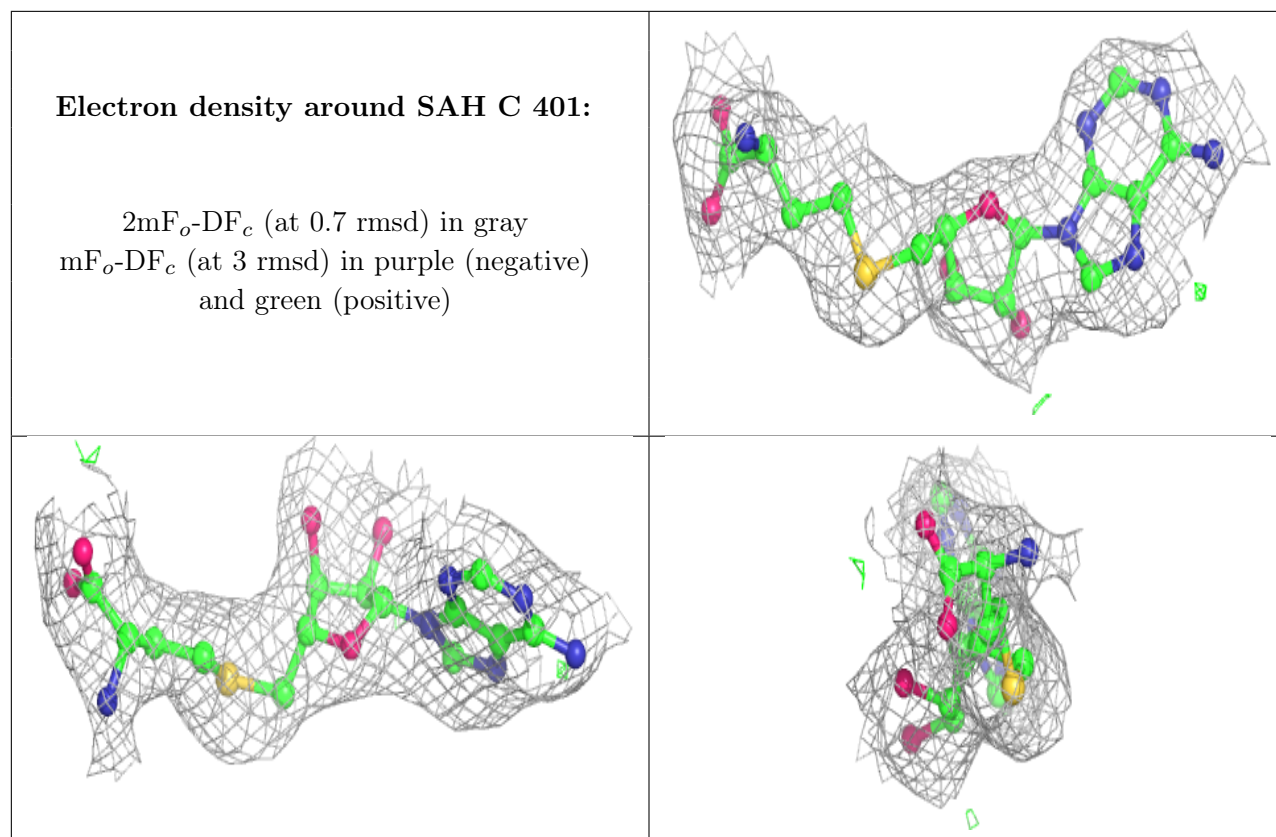 Electron density around SAH C 401:
2mFo-DFc (at 0.7 rmsd) in gray
mFo-DFc (at 3 rmsd) in purple (negative)
and green (positive)